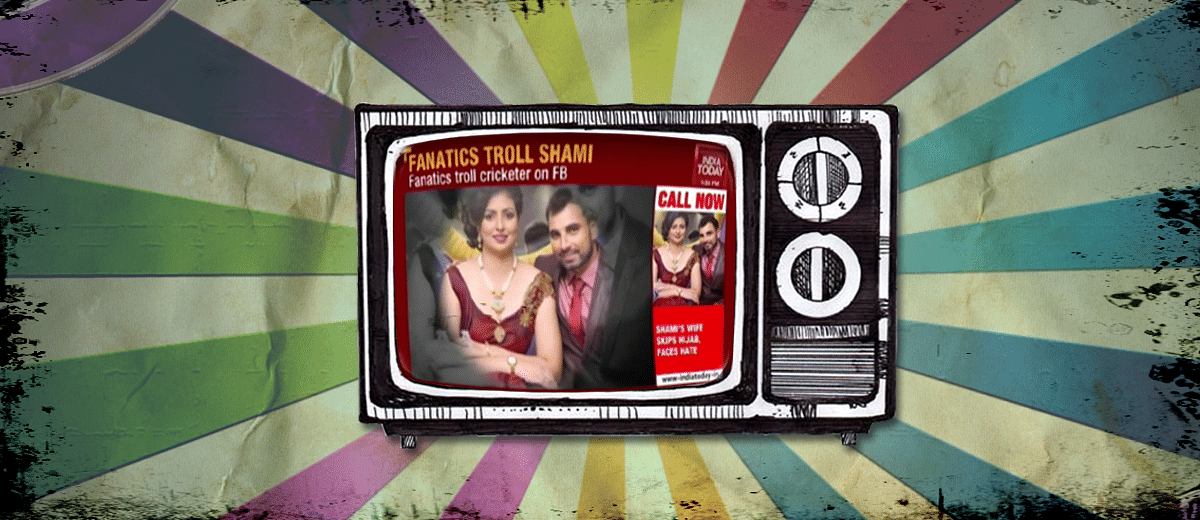 "FANATICS TROLL SHAMI
Fanatics troll cricketer on FB
INDIA
TODAY
CALL NOW
SHAMI'S WIFE
SKIPS HIJAB,
FACES HATE
www-indiatoday-in